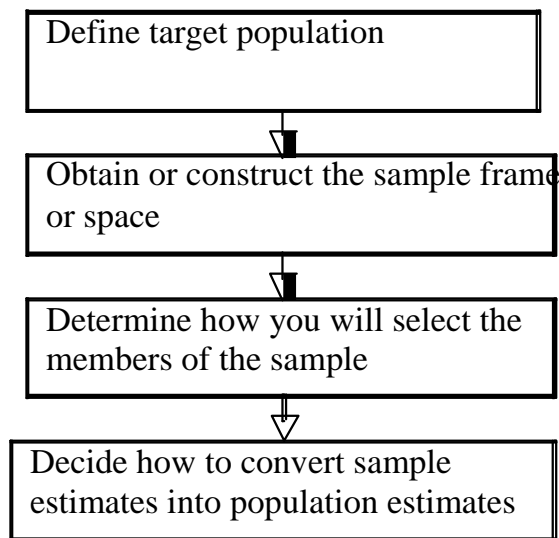 Define target population
Obtain or construct the sample frame
or space
Determine how you will select the
members of the sample
Decide how to convert sample
estimates into population estimates